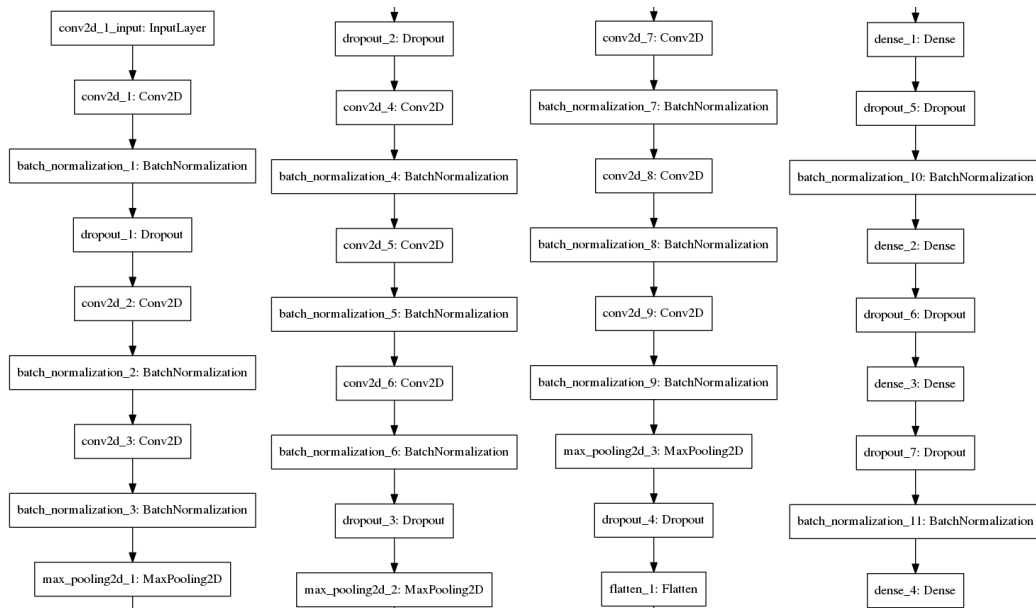 conv2d_1_input: InputLayer
conv2d_1: Conv2D
batch_normalization_1: BatchNormalization
dropout_1: Dropout
conv2d_2: Conv2D
batch_normalization_2: BatchNormalization
conv2d_3: Conv2D
batch_normalization_3: BatchNormalization
max_pooling2d_1: MaxPooling2D
dropout_2: Dropout
conv2d_4: Conv2D
batch_normalization_4: BatchNormalization
conv2d_5: Conv2D
batch_normalization_5: BatchNormalization
conv2d_6: Conv2D
batch_normalization_6: BatchNormalization
dropout_3: Dropout
max_pooling2d_2: MaxPooling2D
conv2d_7: Conv2D
batch_normalization_7: BatchNormalization
conv2d_8: Conv2D
batch_normalization_8: BatchNormalization
conv2d_9: Conv2D
batch_normalization_9: BatchNormalization
max_pooling2d_3: MaxPooling2D
dropout_4: Dropout
flatten_1: Flatten
dense_1: Dense
dropout_5: Dropout
batch_normalization_10: BatchNormalization
dense_2: Dense
dropout_6: Dropout
dense_3: Dense
dropout_7: Dropout
batch_normalization_11: BatchNormalization
dense_4: Dense